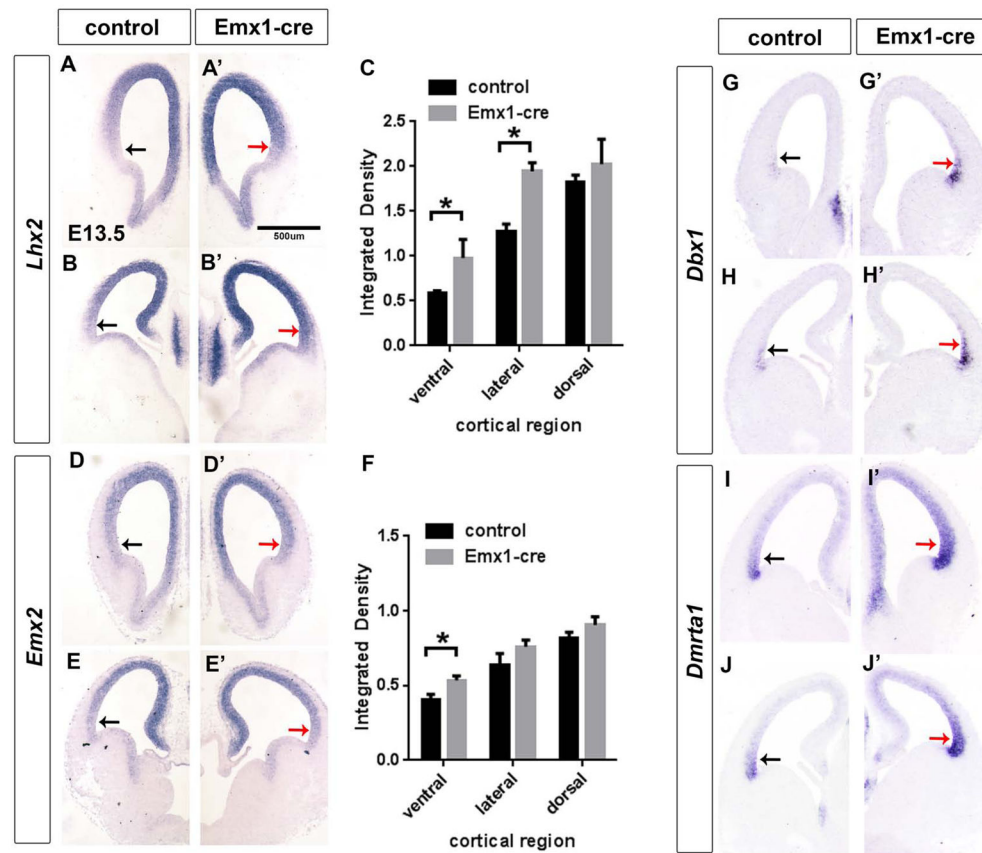 control Emx1-cre
control Emx1-cre
Lhx2
A A'
E13.5
500um
B B'
C
control
Emx1-cre
Integrated Density
2.5
2.0
1.5
1.0
0.5
0.0
* *
ventral lateral dorsal
cortical region
Emx2
D D'
E E'
F
control
Emx1-cre
Integrated Density
1.5
1.0
0.5
0.0
*
ventral lateral dorsal
cortical region
Dbx1
G G'
H H'
Dmrta1
I I'
J J'